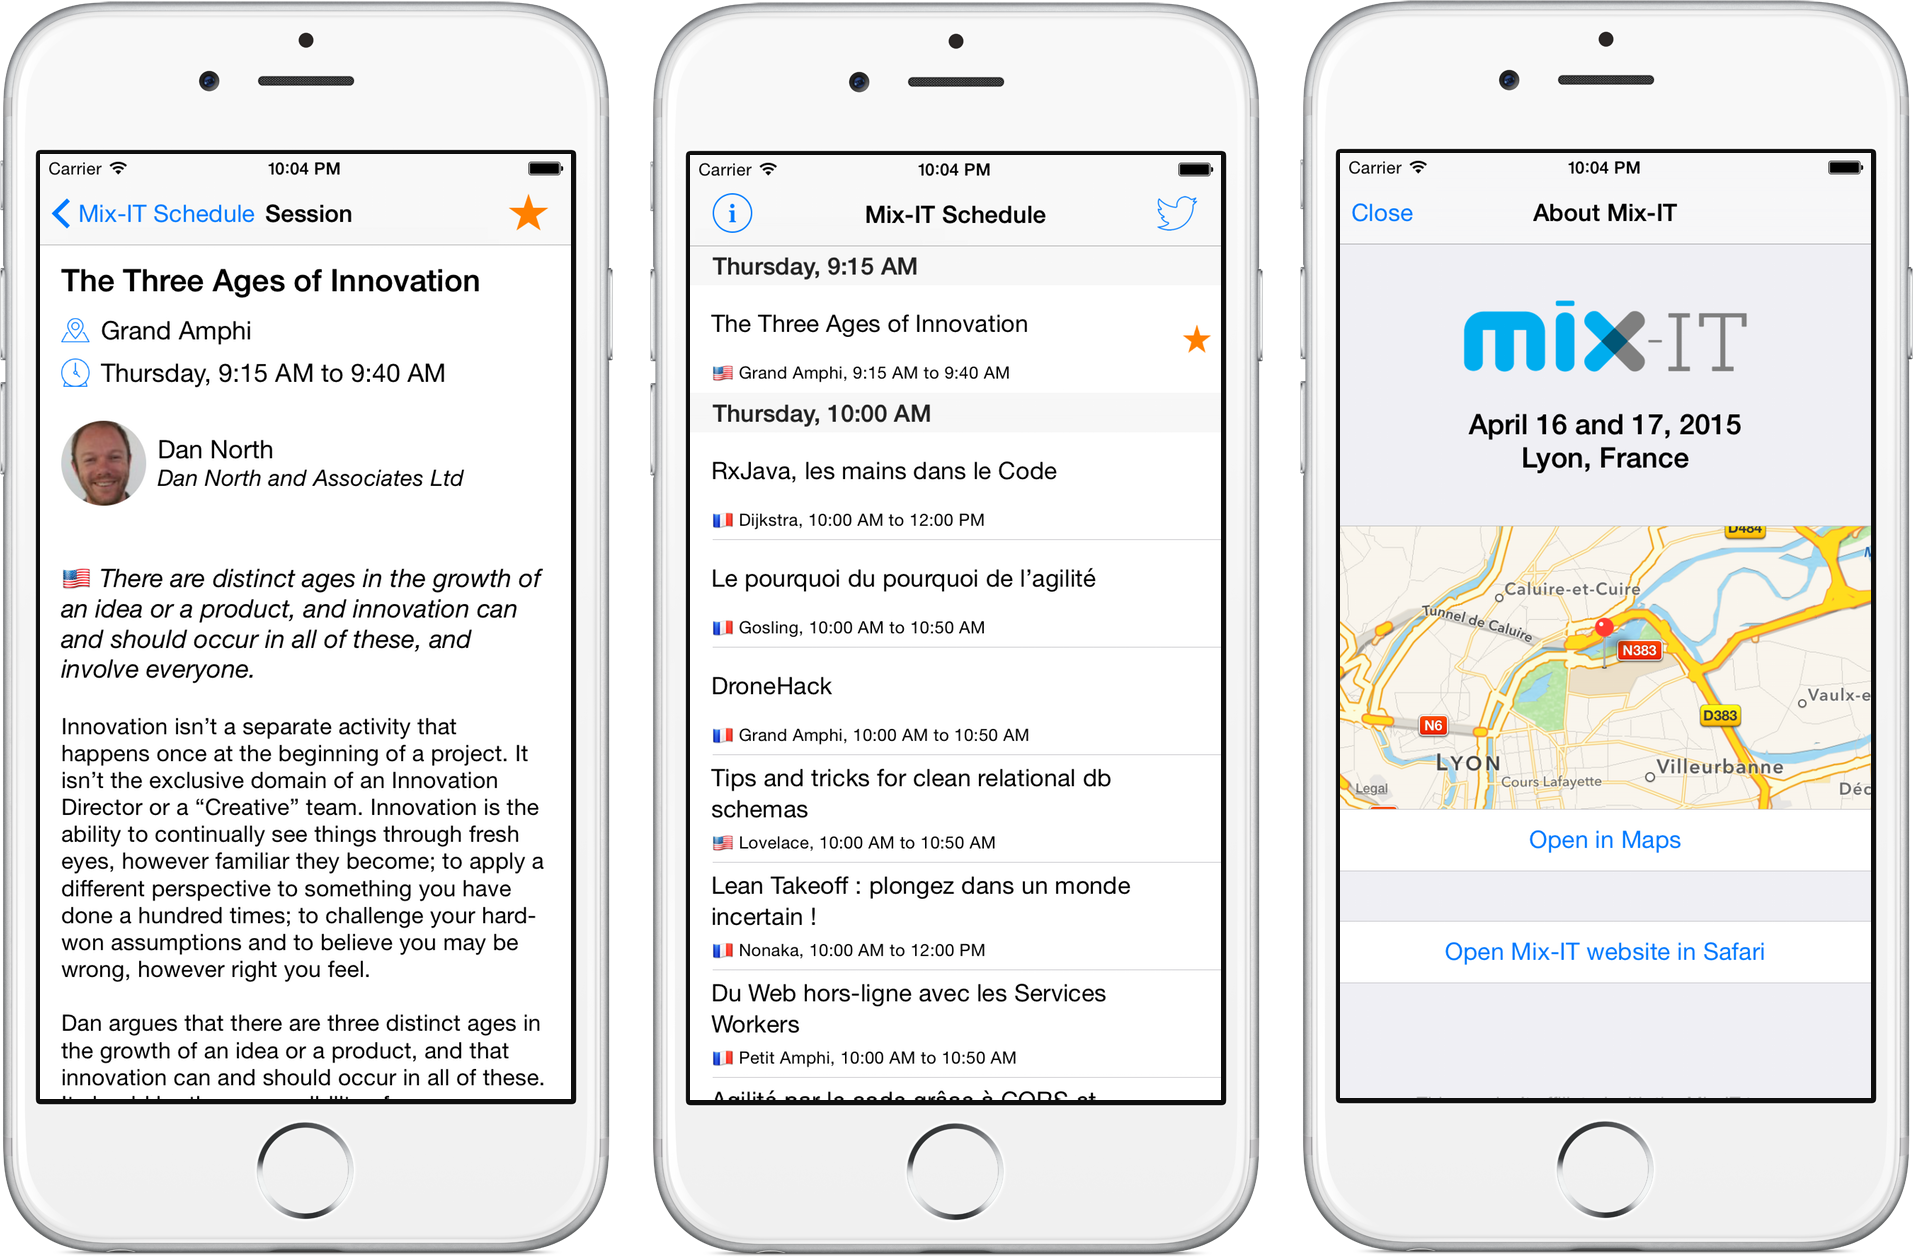 Carrier 10:04 PM
Mix-IT Schedule Session
The Three Ages of Innovation
Grand Amphi
Thursday, 9:15 AM to 9:40 AM
Dan North
Dan North and Associates Ltd
There are distinct ages in the growth of
an idea or a product, and innovation can
and should occur in all of these, and
involve everyone.
Innovation isn’t a separate activity that
happens once at the beginning of a project. It
isn’t the exclusive domain of an Innovation
Director or a “Creative” team. Innovation is the
ability to continually see things through fresh
eyes, however familiar they become; to apply a
different perspective to something you have
done a hundred times; to challenge your hard-
won assumptions and to believe you may be
wrong, however right you feel.
Dan argues that there are three distinct ages in
the growth of an idea or a product, and that
innovation can and should occur in all of these.
Carrier 10:04 PM
i Mix-IT Schedule
Thursday, 9:15 AM
The Three Ages of Innovation
Grand Amphi, 9:15 AM to 9:40 AM
Thursday, 10:00 AM
RxJava, les mains dans le Code
Dijkstra, 10:00 AM to 12:00 PM
Le pourquoi du pourquoi de l’agilité
Gosling, 10:00 AM to 10:50 AM
DroneHack
Grand Amphi, 10:00 AM to 10:50 AM
Tips and tricks for clean relational db
schemas
Lovelace, 10:00 AM to 10:50 AM
Lean Takeoff : plongez dans un monde
incertain !
Nonaka, 10:00 AM to 12:00 PM
Du Web hors-ligne avec les Services
Workers
Petit Amphi, 10:00 AM to 10:50 AM
Agilité par le code grâce à CQRS et
Carrier 10:04 PM
Close About Mix-IT
mix-IT
April 16 and 17, 2015
Lyon, France
D484
Caluire-et-Cuire
Tunnel de Caluire
N383
Vaulx-e
D383
N6
LYON
Villeurbanne
Cours Lafayette
Legal
Déc
Open in Maps
Open Mix-IT website in Safari